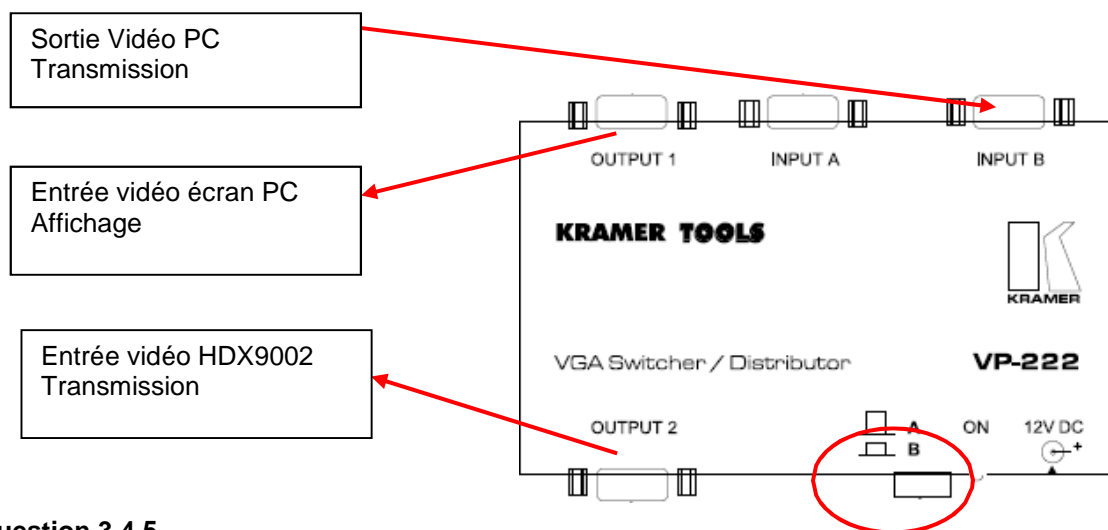 Sortie Vidéo PC
Transmission
OUTPUT 1
INPUT A
INPUT B
Entrée vidéo écran PC
Affichage
KRAMER TOOLS
KRAMER
Entrée vidéo HDX9002
Transmission
VGA Switcher / Distributor
VP-222
OUTPUT 2
A
B
ON
12V DC
+
uestion 3.4.5